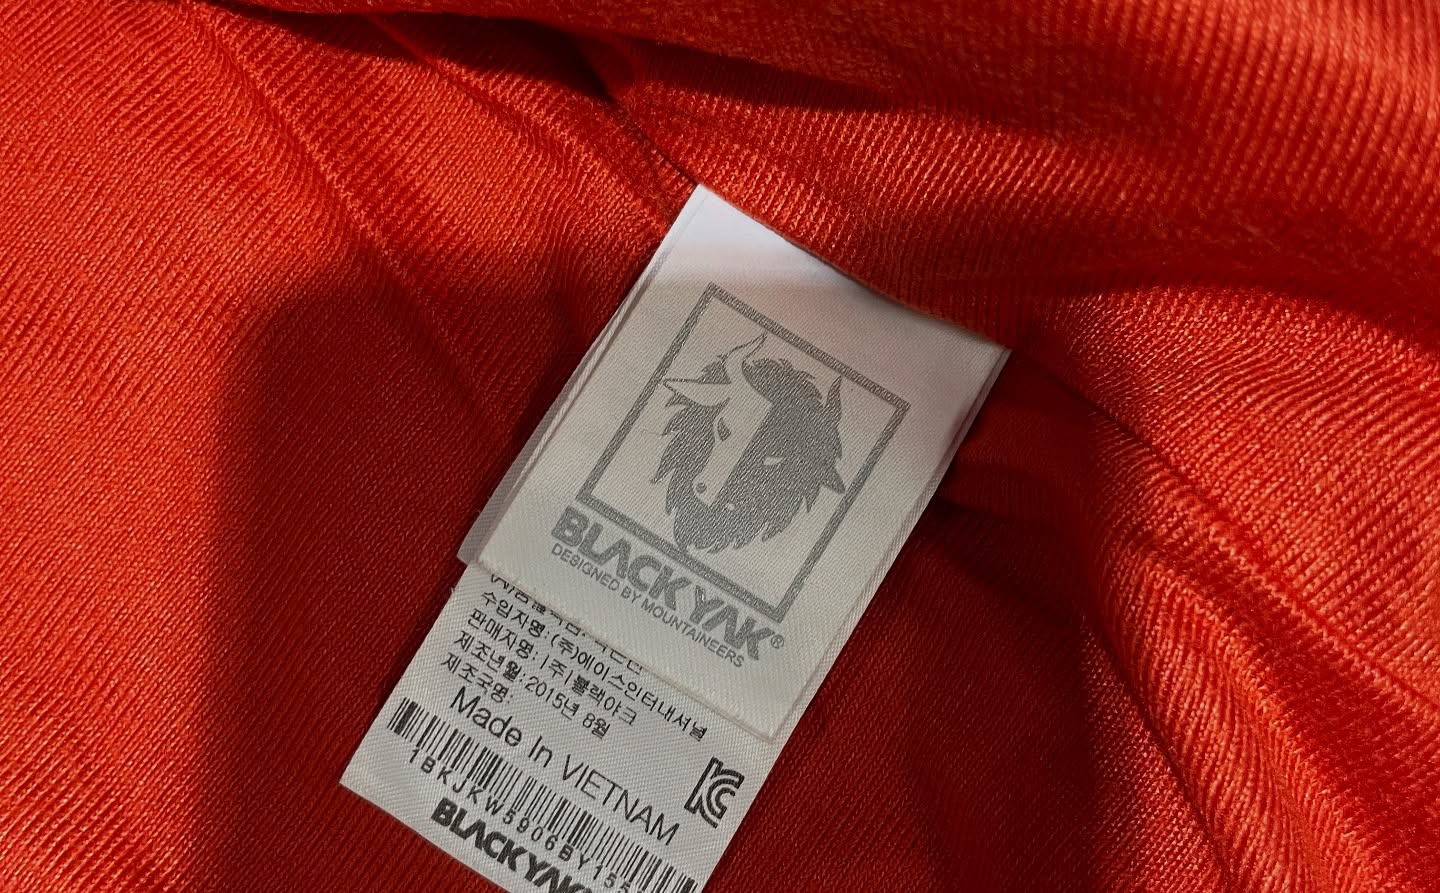 BLACKYAK®
DESIGNED BY MOUNTAINEERS
수입자명: (주)에이스인터내셔널
판매자명: (주)블랙야크
제조년월: 2015년 8월
제조국명:
Made In VIETNAM
1BKJKW5906BY15
BLACKYAK